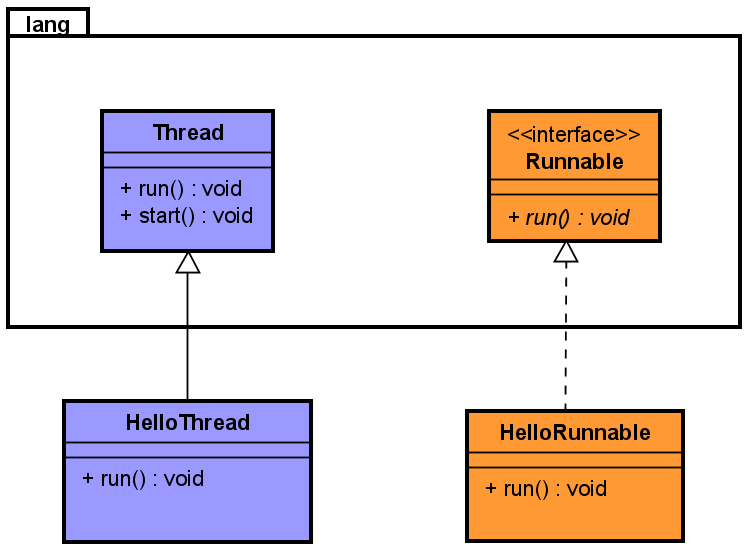 lang
Thread
+ run() : void
+ start() : void
<<interface>>
Runnable
+ run() : void
HelloThread
+ run() : void
HelloRunnable
+ run() : void